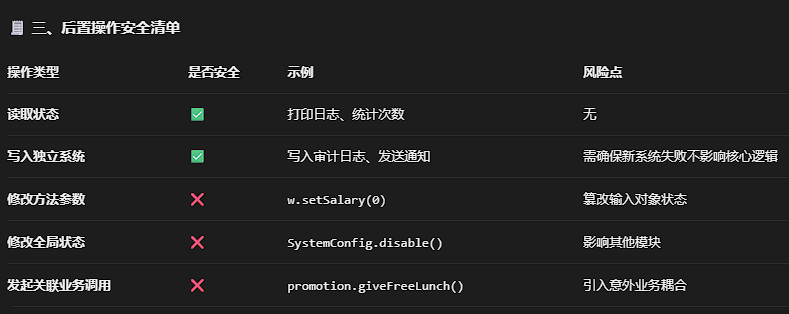 三、后置操作安全清单
操作类型 是否安全 示例 风险点
读取状态 ✅ 打印日志、统计次数 无
写入独立系统 ✅ 写入审计日志、发送通知 需确保新系统失败不影响核心逻辑
修改方法参数 ❌ w.setSalary(0) 篡改输入对象状态
修改全局状态 ❌ SystemConfig.disable() 影响其他模块
发起关联业务调用 ❌ promotion.giveFreeLunch() 引入意外业务耦合